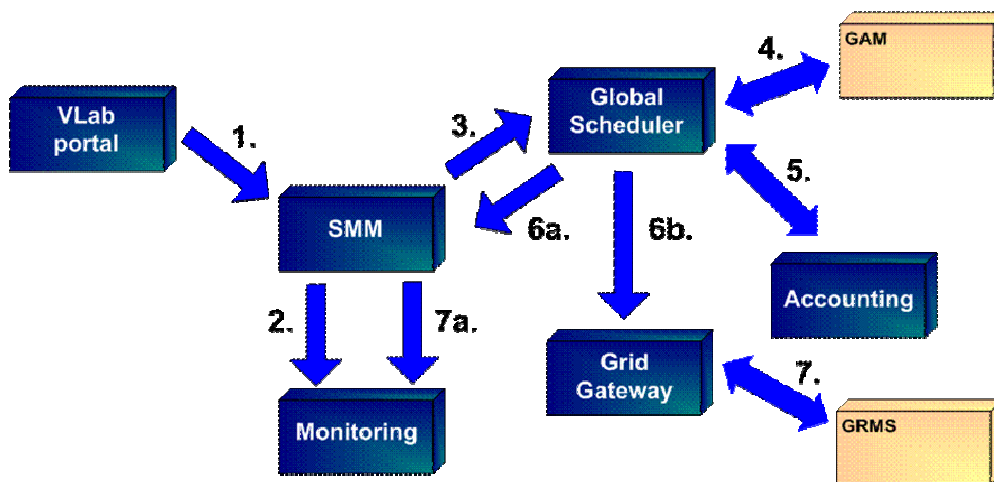 VLab
portal
1.
SMM
2.
7a.
Monitoring
3.
Global
Scheduler
6a.
6b.
4.
GAM
5.
Accounting
Grid
Gateway
7.
GRMS